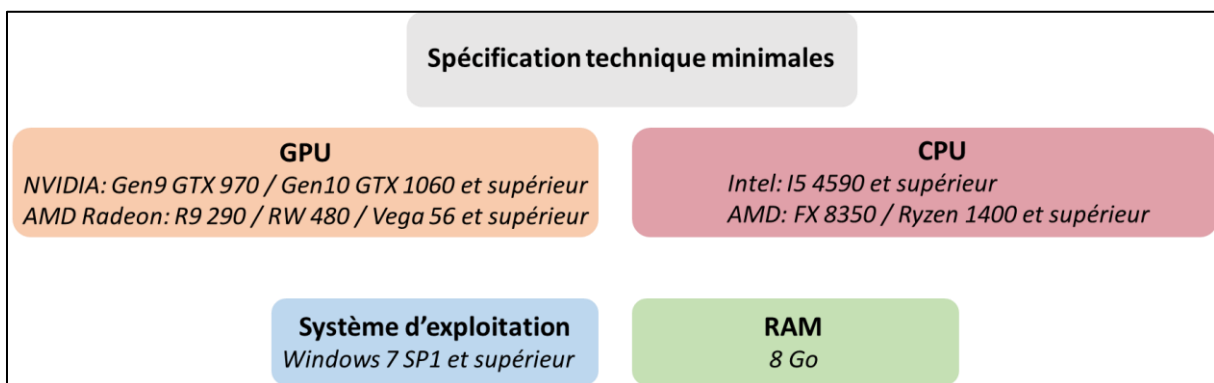 Spécification technique minimales
GPU
NVIDIA: Gen9 GTX 970 / Gen10 GTX 1060 et supérieur
AMD Radeon: R9 290 / RW 480 / Vega 56 et supérieur
CPU
Intel: I5 4590 et supérieur
AMD: FX 8350 / Ryzen 1400 et supérieur
Système d'exploitation
Windows 7 SP1 et supérieur
RAM
8 Go